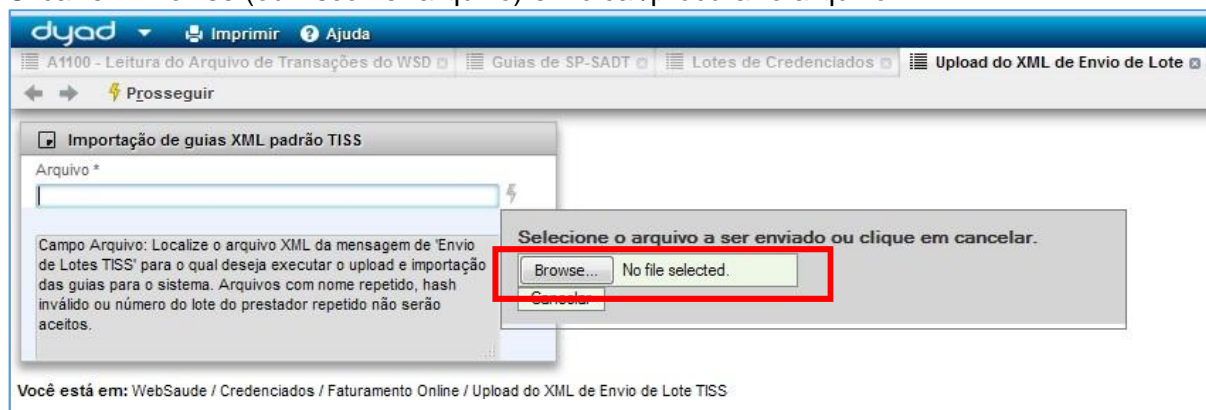 dyad Imprimir Ajuda
A1100 - Leitura do Arquivo de Transações do WSD Guias de SP-SADT Lotes de Credenciados Upload do XML de Envio de Lote
Prosseguir
Importação de guias XML padrão TISS
Arquivo *
Campo Arquivo: Localize o arquivo XML da mensagem de 'Envio
de Lotes TISS' para o qual deseja executar o upload e importação
das guias para o sistema. Arquivos com nome repetido, hash
inválido ou número do lote do prestador repetido não serão
aceitos.
Selecione o arquivo a ser enviado ou clique em cancelar.
Browse... No file selected.
Cancelar
Você está em: WebSaude / Credenciados / Faturamento Online / Upload do XML de Envio de Lote TISS